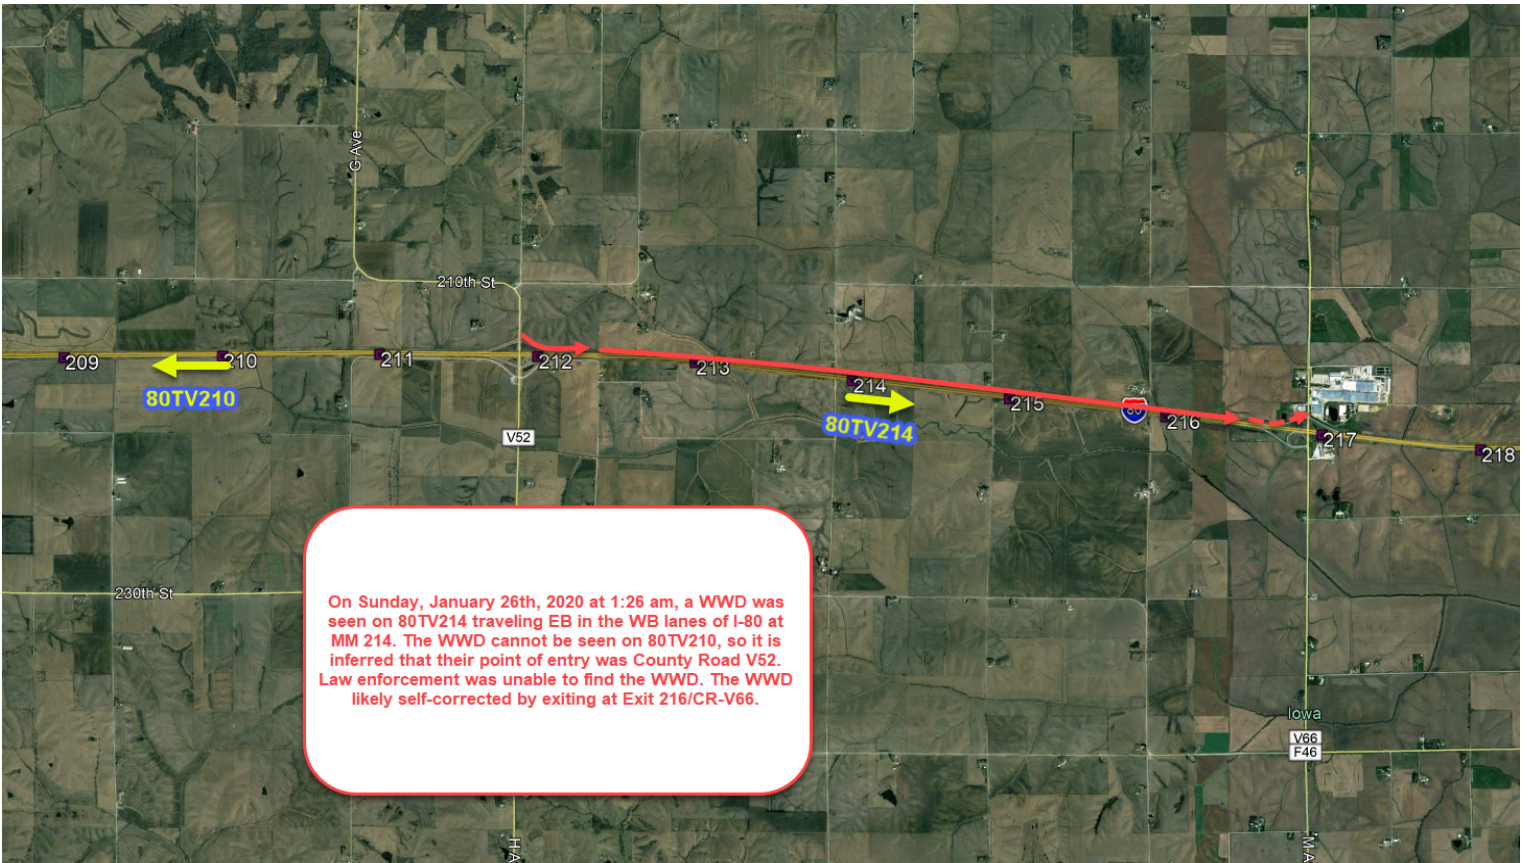 G Ave
210th St
209
210
211
212
213
214
215
80
216
217
218
80TV210
80TV214
V52
230th St
On Sunday, January 26th, 2020 at 1:26 am, a WWD was
seen on 80TV214 traveling EB in the WB lanes of I-80 at
MM 214. The WWD cannot be seen on 80TV210, so it is
inferred that their point of entry was County Road V52.
Law enforcement was unable to find the WWD. The WWD
likely self-corrected by exiting at Exit 216/CR-V66.
Iowa
V66
F46
H A
M A